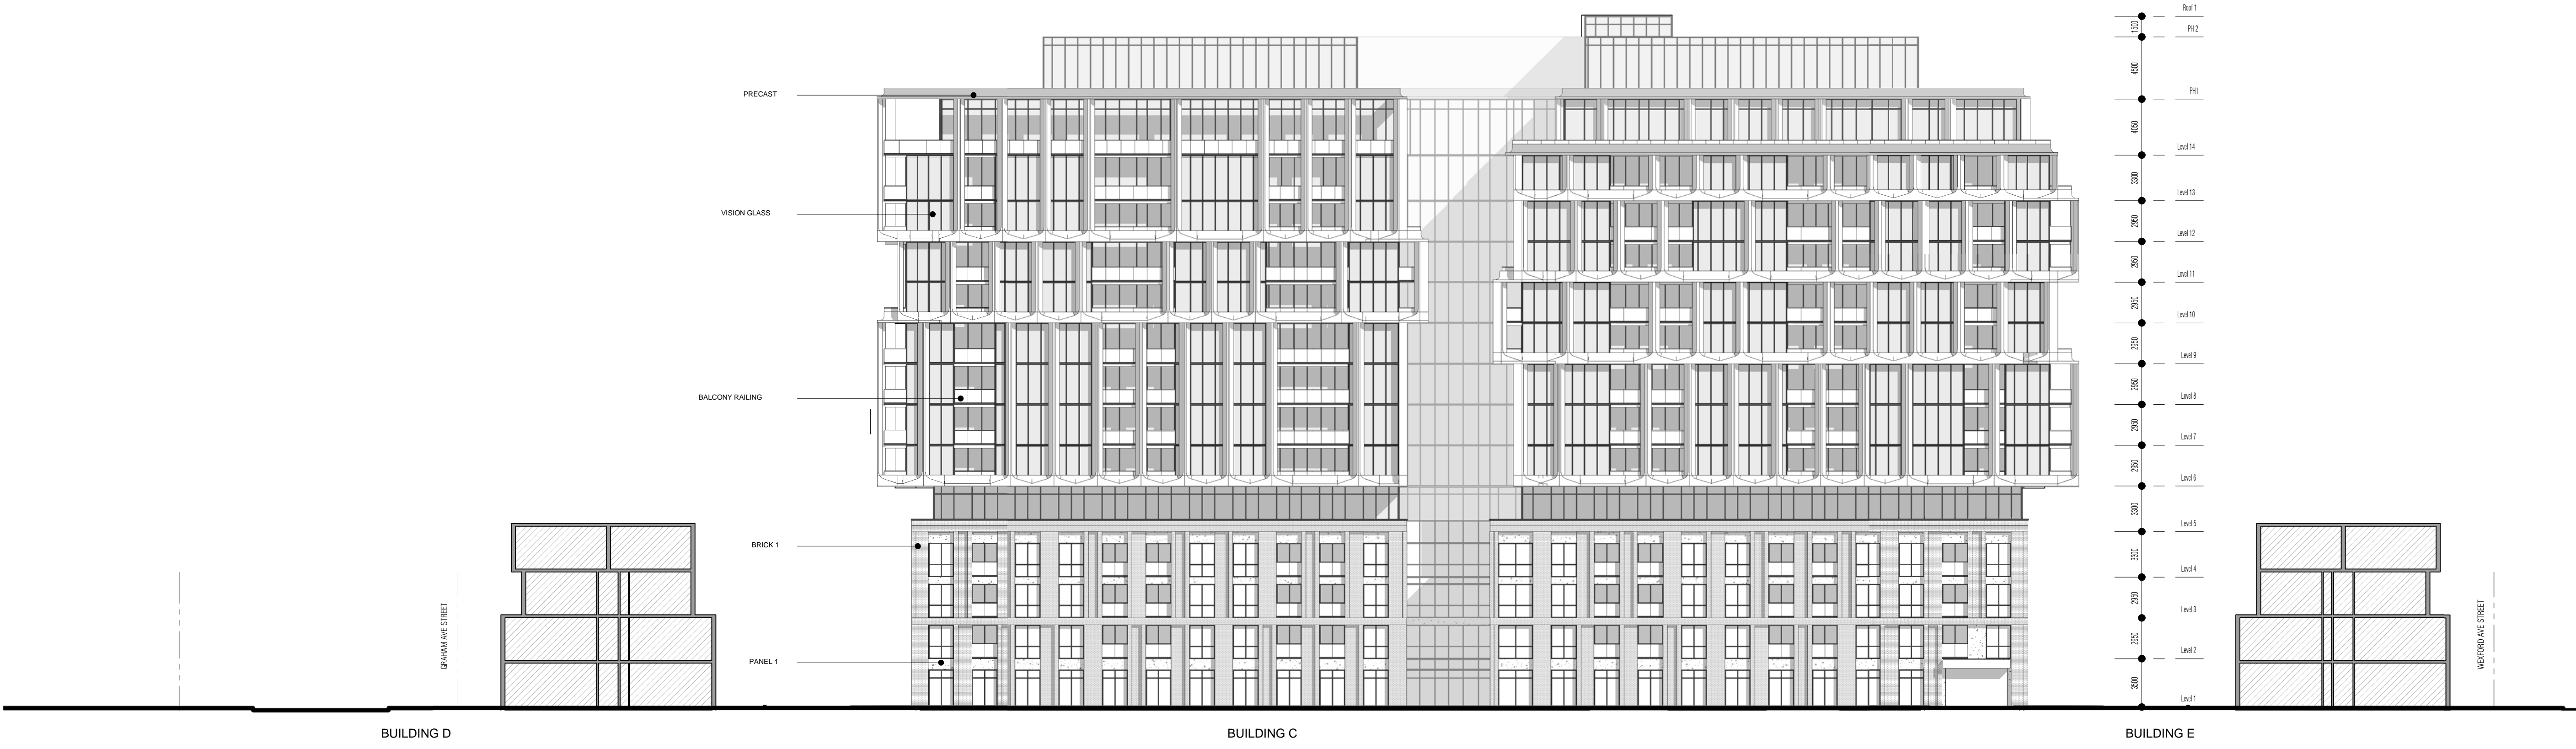 Roof 1
1500
PH 2
4500
PRECAST
PH1
4050
Level 14
3300
Level 13
VISION GLASS
2950
Level 12
2950
Level 11
2950
Level 10
2950
Level 9
2950
BALCONY RAILING
Level 8
2950
Level 7
2950
Level 6
3300
Level 5
BRICK 1
3300
Level 4
2950
Level 3
GRAHAM AVE STREET
2950
WEXFORD AVE STREET
Level 2
PANEL 1
3500
Level 1
BUILDING D
BUILDING C
BUILDING E